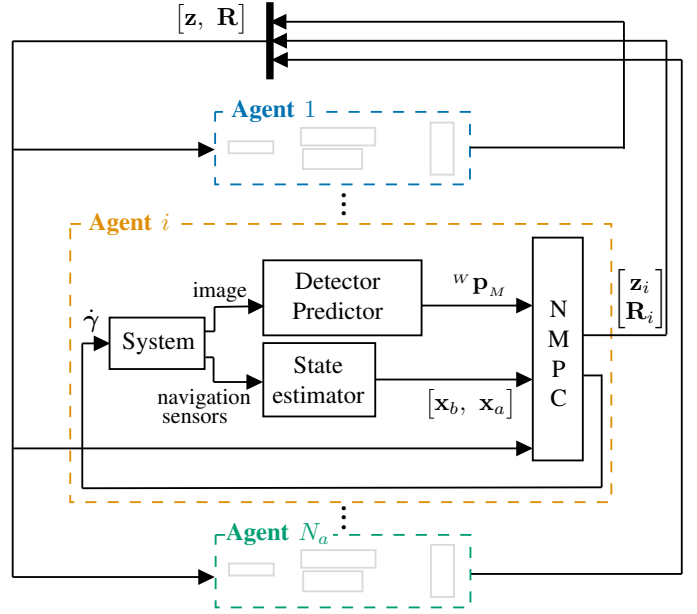 [z, R]
Agent 1
⋮
Agent i
image
Detector
Predictor
ᵂp_M
N
M
P
C
[z_i
R_i]
γ̇
System
navigation
sensors
State
estimator
[x_b, x_a]
⋮
Agent N_a